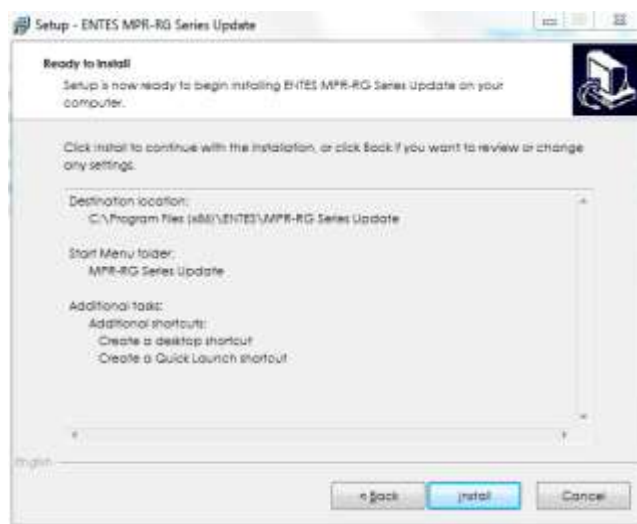 Setup - ENTES MPR-RG Series Update
Ready to Install
Setup is now ready to begin installing ENTES MPR-RG Series Update on your
computer.
Click Install to continue with the installation, or click Back if you want to review or change
any settings.
Destination location:
C:\Program Files (x86)\ENTES\MPR-RG Series Update
Start Menu folder:
MPR-RG Series Update
Additional tasks:
Additional shortcuts:
Create a desktop shortcut
Create a Quick Launch shortcut
English
< Back
Install
Cancel